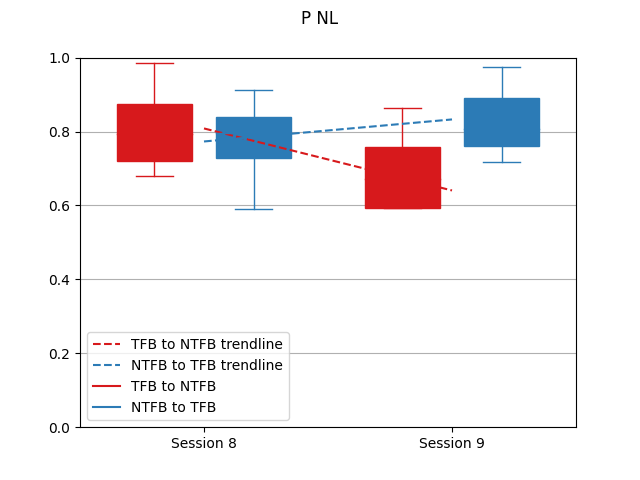 P NL
1.0
0.8
0.6
0.4
0.2
0.0
TFB to NTFB trendline
NTFB to TFB trendline
TFB to NTFB
NTFB to TFB
Session 8
Session 9